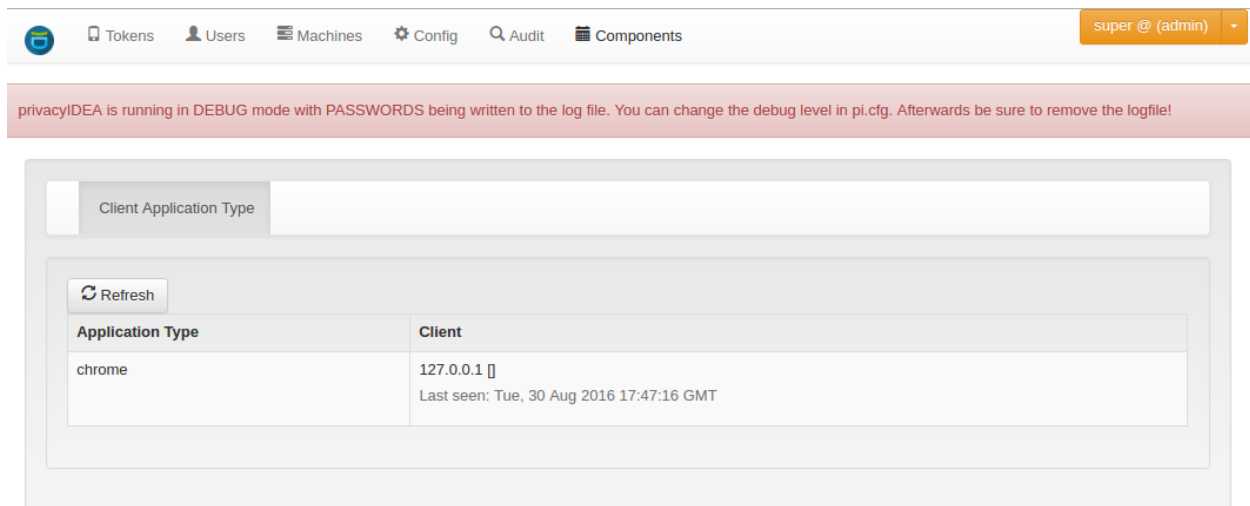 Tokens Users Machines Config Audit Components super @ (admin)
privacyIDEA is running in DEBUG mode with PASSWORDS being written to the log file. You can change the debug level in pi.cfg. Afterwards be sure to remove the logfile!
Client Application Type
Refresh
Application Type Client
chrome 127.0.0.1 []
Last seen: Tue, 30 Aug 2016 17:47:16 GMT